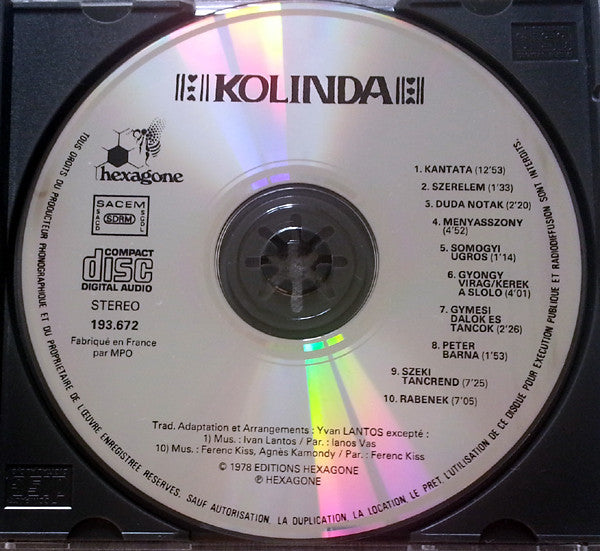 KOLINDA
hexagone
SACEM
SACD SDRM SGDL
COMPACT
disc
DIGITAL AUDIO
STEREO
193.672
Fabriqué en France
par MPO
1. KANTATA (12'53)
2. SZERELEM (1'33)
3. DUDA NOTAK (2'20)
4. MENYASSZONY
(4'52)
5. SOMOGYI
UGROS (1'14)
6. GYONGY
VIRAG/KEREK
A SLOLO (4'01)
7. GYMESI
DALOK ES
TANCOK (2'26)
8. PETER
BARNA (1'53)
9. SZEKI
TANCREND (7'25)
10. RABENEK (7'05)
Trad. Adaptation et Arrangements : Yvan LANTOS excepté :
1) Mus. : Ivan Lantos / Par. : Ianos Vas
10) Mus. : Ferenc Kiss, Agnès Kamondy / Par. : Ferenc Kiss
© 1978 EDITIONS HEXAGONE
℗ HEXAGONE
TOUS DROITS DU PRODUCTEUR PHONOGRAPHIQUE ET DU PROPRIETAIRE DE L'ŒUVRE ENREGISTREE RESERVES. SAUF AUTORISATION, LA DUPLICATION, LA LOCATION, LE PRET, L'UTILISATION DE CE DISQUE POUR EXECUTION PUBLIQUE ET RADIODIFFUSION SONT INTERDITS.